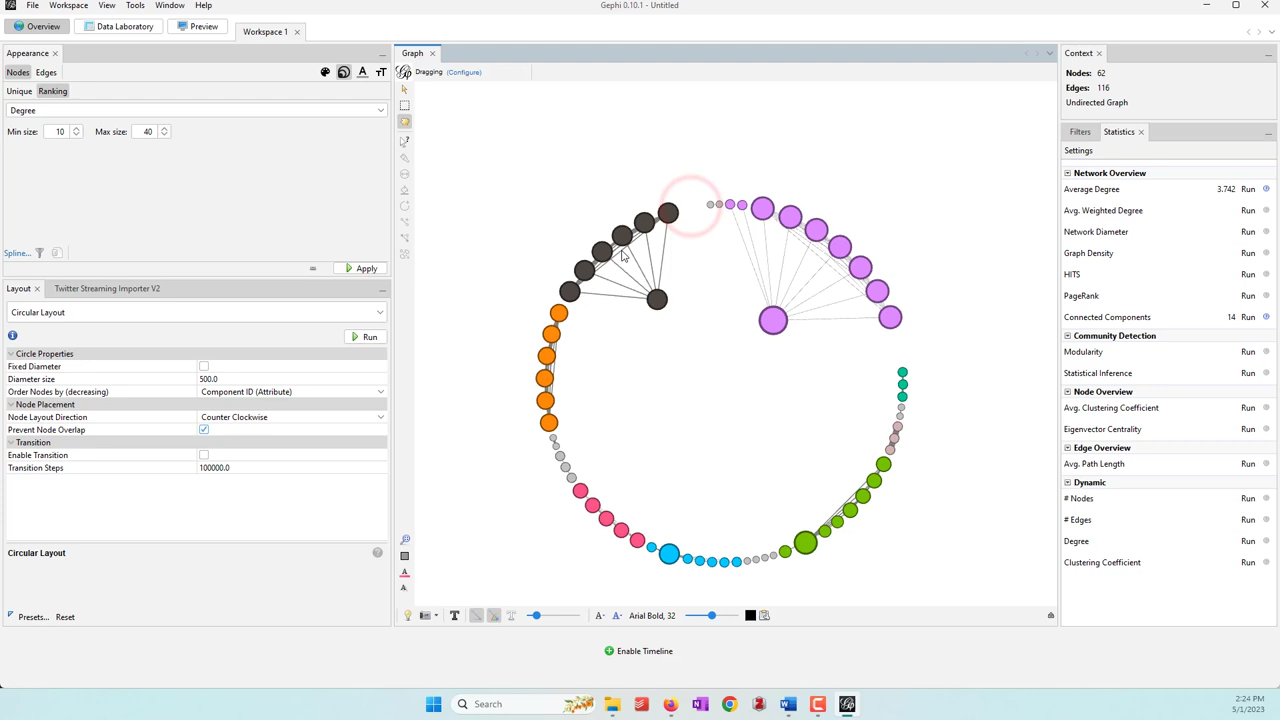 File Workspace Tools Window Help
Gephi 0.10.1 - Untitled
Overview Data Laboratory Preview Workspace 1
Appearance
Nodes Edges
Unique Ranking
Degree
Min size: 10 Max size: 40
Spline...
Apply
Layout Twitter Streaming Importer V2
Circular Layout
Run
Circle Properties
Fixed Diameter
Diameter size 500.0
Order Nodes by (decreasing) Component ID (Attribute)
Node Placement
Node Layout Direction Counter Clockwise
Prevent Node Overlap
Transition
Enable Transition
Transition Steps 100000.0
Circular Layout
Presets... Reset
Graph
Dragging (Configure)
Arial Bold, 32
Enable Timeline
Context
Nodes: 62
Edges: 116
Undirected Graph
Filters Statistics
Settings
Network Overview
Average Degree 3.742 Run
Avg. Weighted Degree Run
Network Diameter Run
Graph Density Run
HITS Run
PageRank Run
Connected Components 14 Run
Community Detection
Modularity Run
Statistical Inference Run
Node Overview
Avg. Clustering Coefficient Run
Eigenvector Centrality Run
Edge Overview
Avg. Path Length Run
Dynamic
# Nodes Run
# Edges Run
Degree Run
Clustering Coefficient Run
Search
2:24 PM
5/1/2023